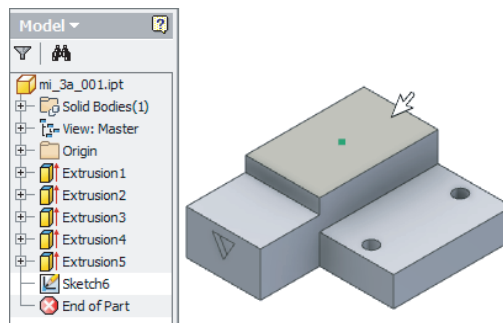 Model
mi_3a_001.ipt
Solid Bodies(1)
View: Master
Origin
Extrusion1
Extrusion2
Extrusion3
Extrusion4
Extrusion5
Sketch6
End of Part